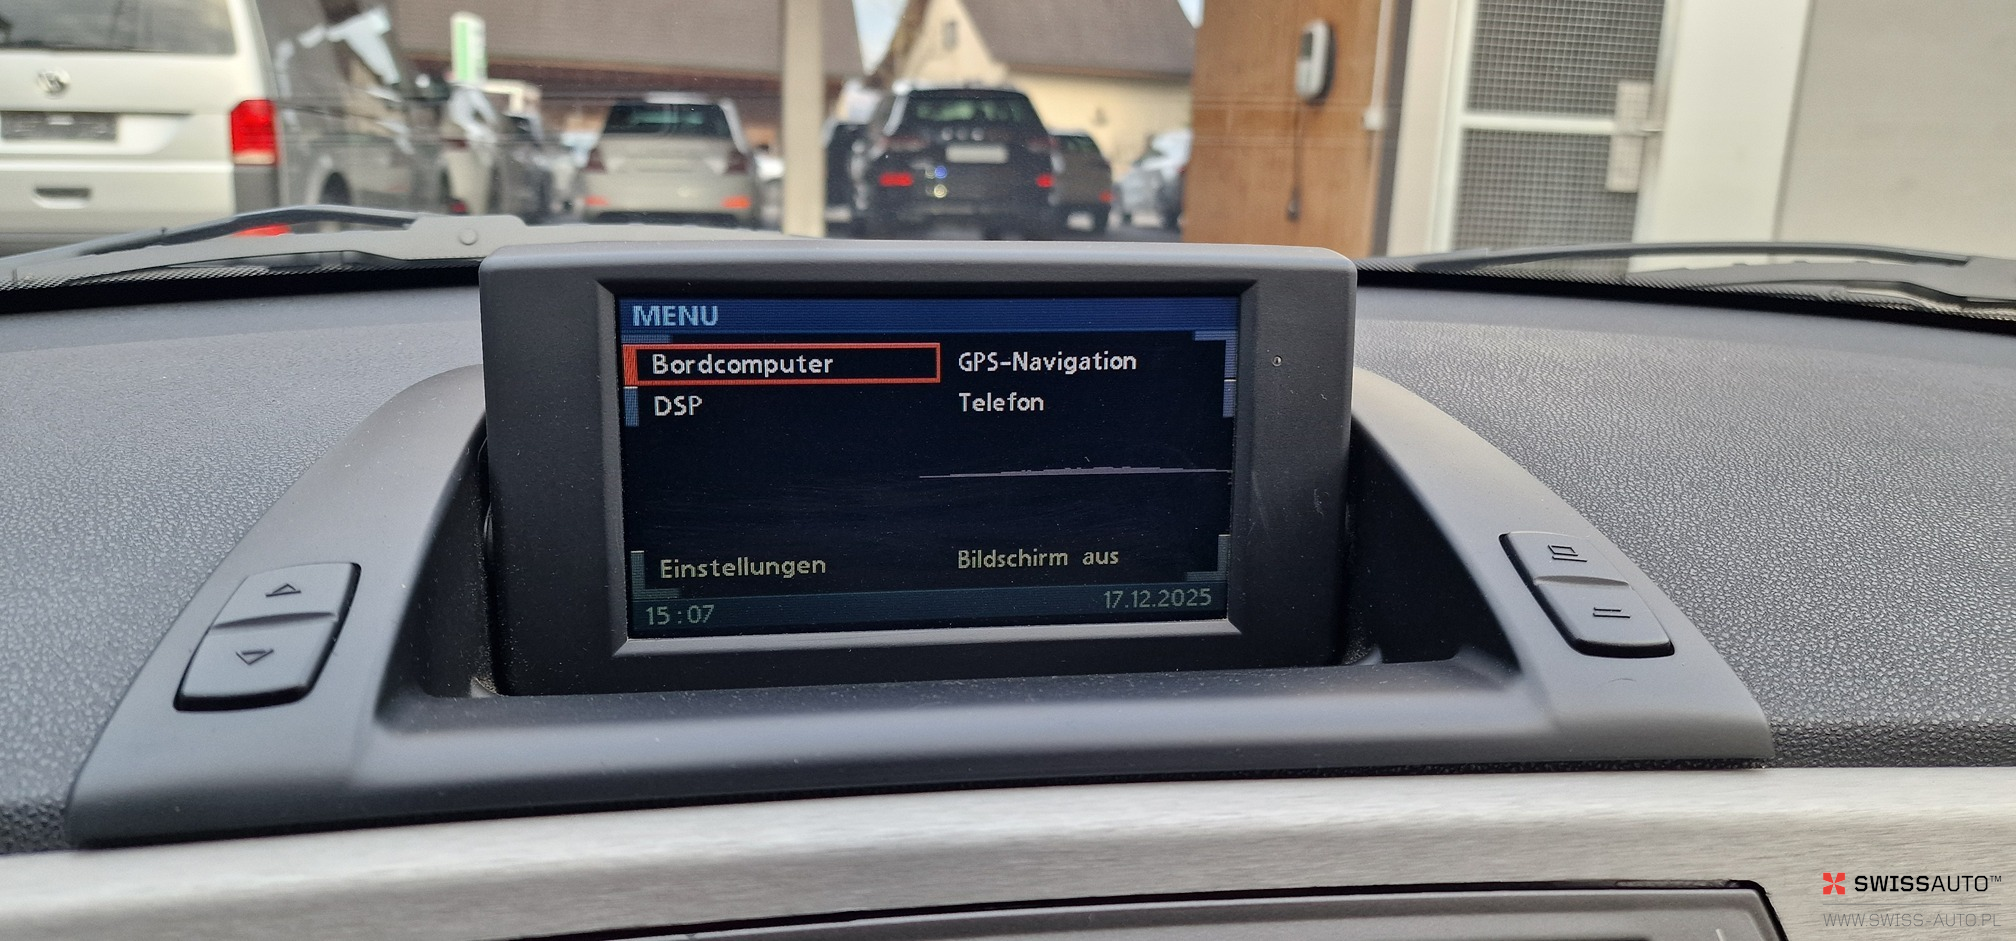 MENU
Bordcomputer
GPS-Navigation
DSP
Telefon
Einstellungen
Bildschirm aus
15:07
17.12.2025
SWISSAUTO™
WWW.SWISS-AUTO.PL